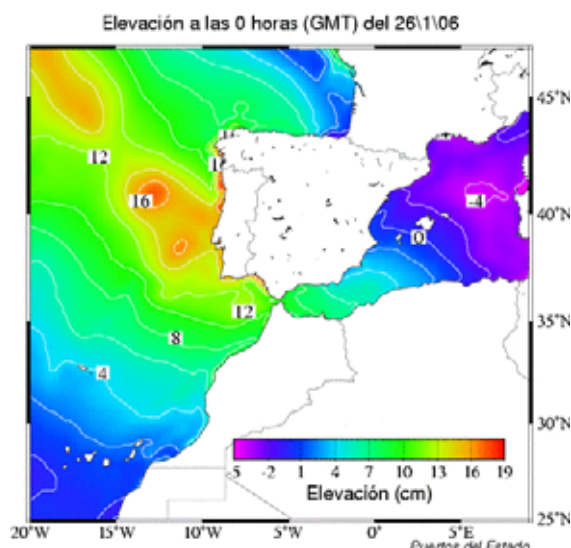 Elevación a las 0 horas (GMT) del 26\1\06
45°N
12
16
-4
40°N
0
12
35°N
8
4
30°N
-5 -2 1 4 7 10 13 16 19
Elevación (cm)
25°N
20°W 15°W 10°W 5°W 0° 5°E
Puertos del Estado